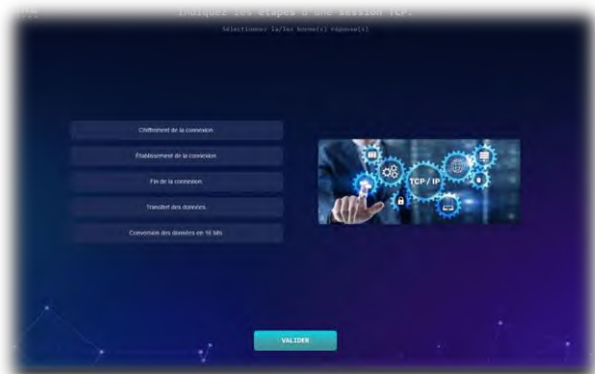 Indiquez les étapes d'une session TCP.
Sélectionnez la/les bonne(s) réponse(s)
Chiffrement de la connexion.
Établissement de la connexion.
Fin de la connexion.
Transfert des données.
Conversion des données en 16 bits.
TCP / IP
VALIDER